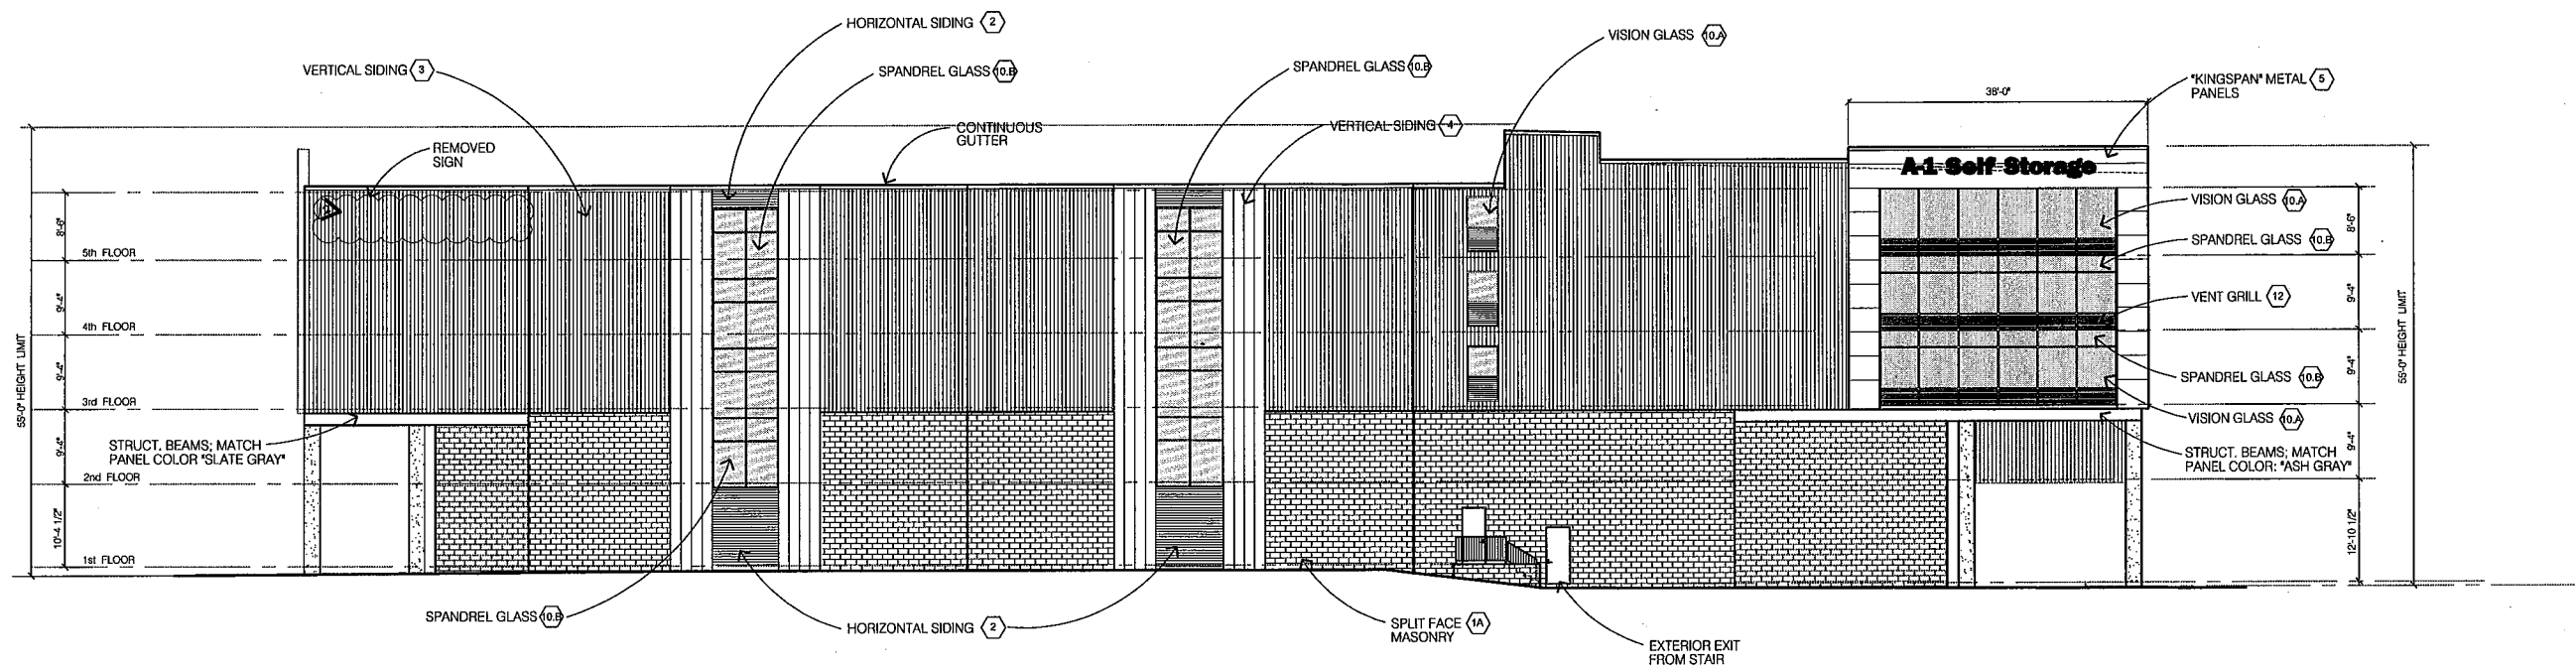 HORIZONTAL SIDING 2
VISION GLASS 10.A
VERTICAL SIDING 3
SPANDREL GLASS 10.B
SPANDREL GLASS 10.B
"KINGSPAN" METAL 5
PANELS
38'-0"
CONTINUOUS
GUTTER
VERTICAL SIDING 4
REMOVED
SIGN
A-1 Self Storage
VISION GLASS 10.A
8'-6"
8'-6"
SPANDREL GLASS 10.B
5th FLOOR
9'-4"
9'-4"
VENT GRILL 12
4th FLOOR
55'-0" HEIGHT LIMIT
55'-0" HEIGHT LIMIT
9'-4"
9'-4"
SPANDREL GLASS 10.B
3rd FLOOR
VISION GLASS 10.A
STRUCT. BEAMS; MATCH
PANEL COLOR "SLATE GRAY"
9'-4"
9'-4"
STRUCT. BEAMS; MATCH
PANEL COLOR: "ASH GRAY"
2nd FLOOR
10'-4 1/2"
12'-10 1/2"
1st FLOOR
SPANDREL GLASS 10.B
HORIZONTAL SIDING 2
SPLIT FACE 1A
MASONRY
EXTERIOR EXIT
FROM STAIR